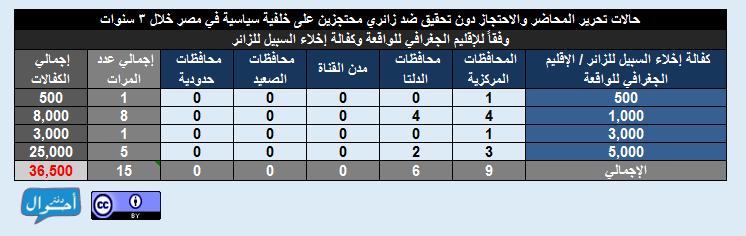 حالات تحرير المحاضر والاحتجاز دون تحقيق ضد زائري محتجزين على خلفية سياسية في مصر خلال ٣ سنوات
وفقاً للإقليم الجغرافي للواقعة وكفالة إخلاء السبيل للزائر
كفالة إخلاء السبيل للزائر / الإقليم الجغرافي للواقعة المحافظات المركزية محافظات الدلتا مدن القناة محافظات الصعيد محافظات حدودية إجمالي عدد المرات إجمالي الكفالات
500 1 0 0 0 0 1 500
1,000 4 4 0 0 0 8 8,000
3,000 1 0 0 0 0 1 3,000
5,000 3 2 0 0 0 5 25,000
الإجمالي 9 6 0 0 0 15 36,500
دفتر أحوال
cc BY